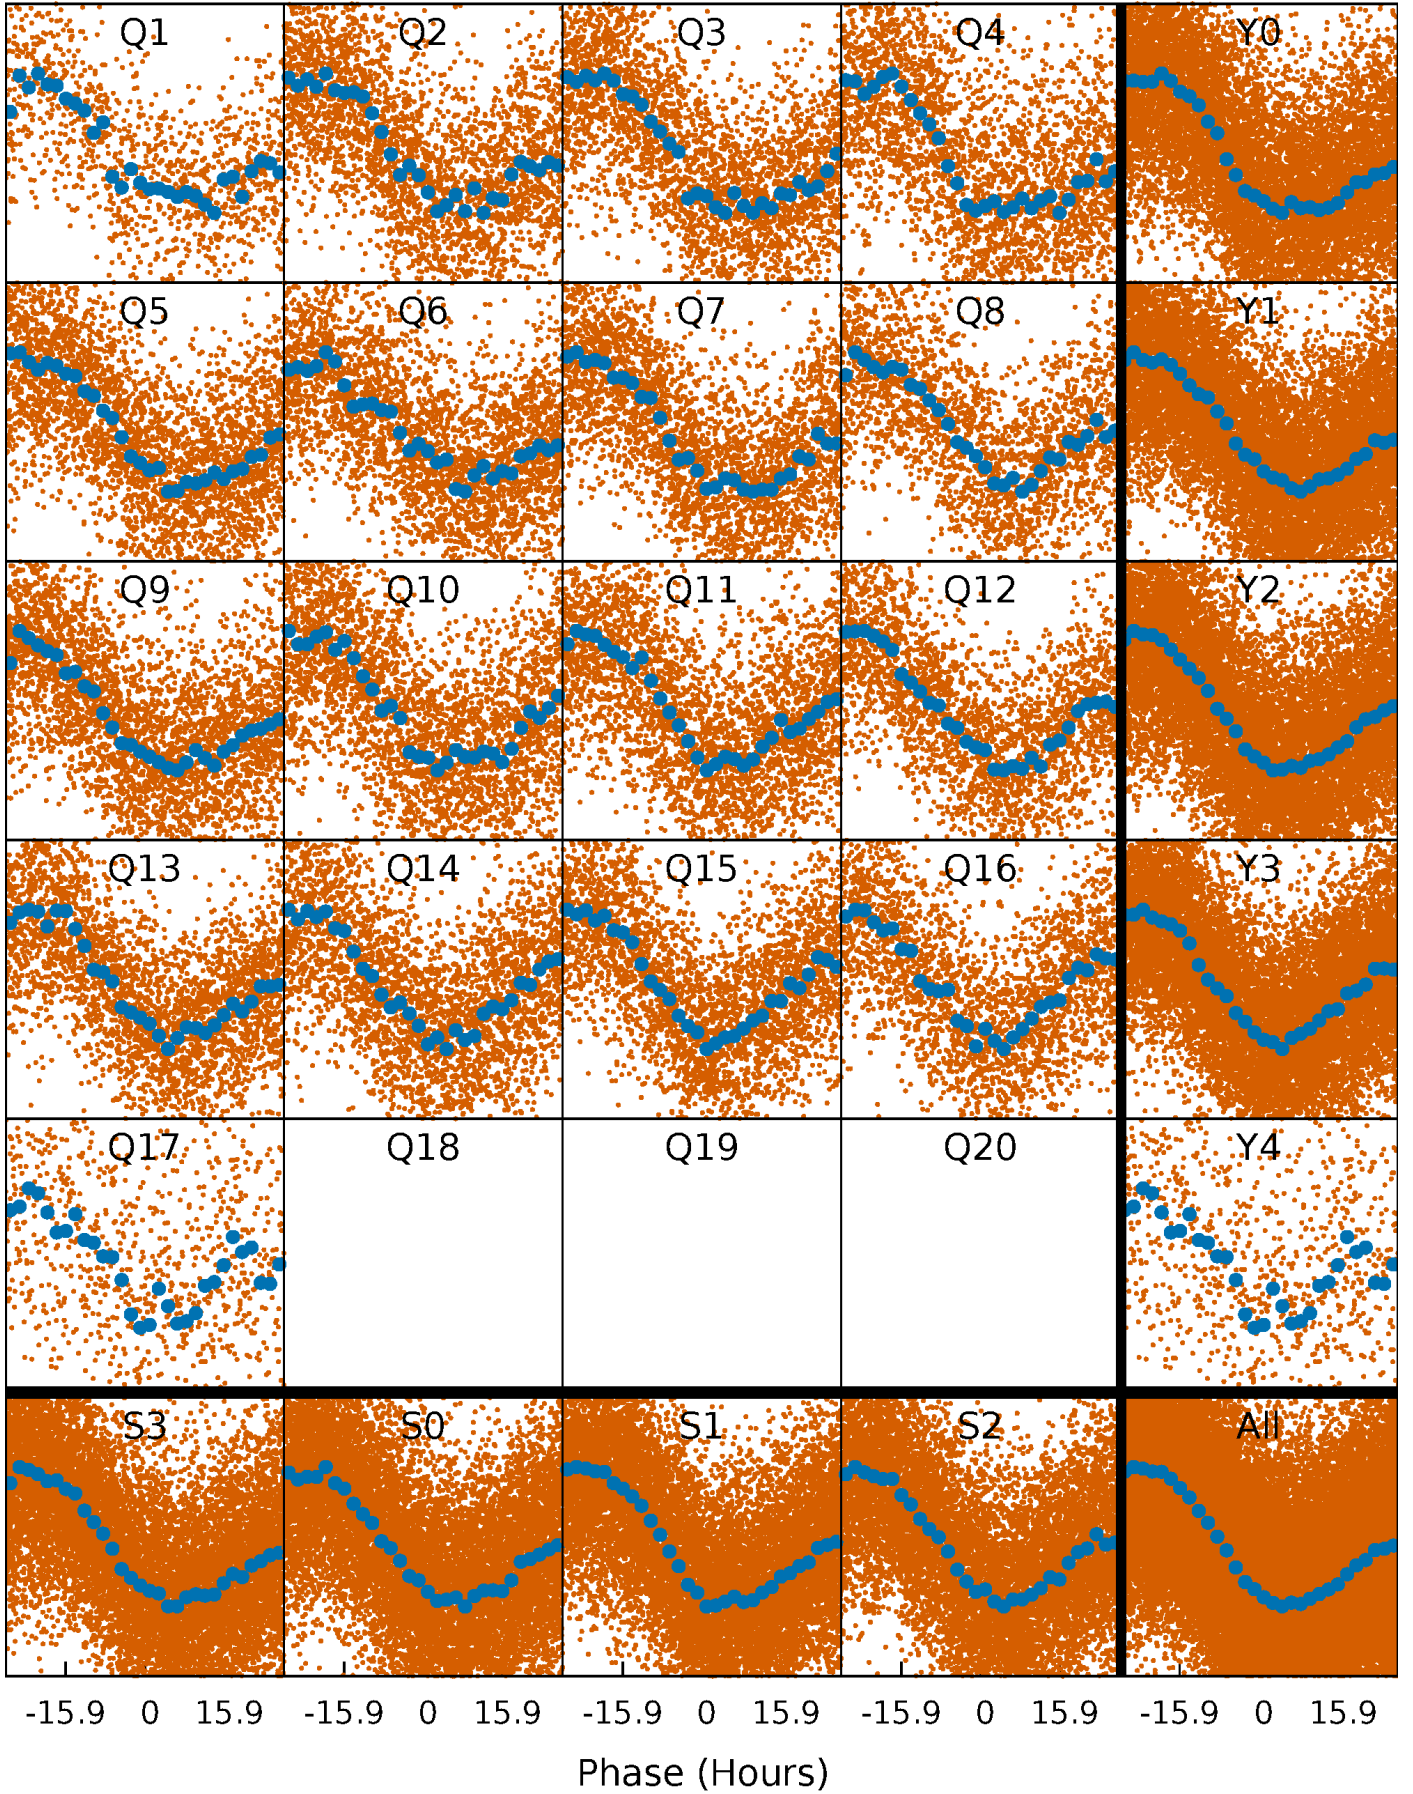 Q1 Q2 Q3 Q4 Y0
Q5 Q6 Q7 Q8 Y1
Q9 Q10 Q11 Q12 Y2
Q13 Q14 Q15 Q16 Y3
Q17 Q18 Q19 Q20 Y4
S3 S0 S1 S2 All
-15.9 0 15.9 -15.9 0 15.9 -15.9 0 15.9 -15.9 0 15.9 -15.9 0 15.9
Phase (Hours)